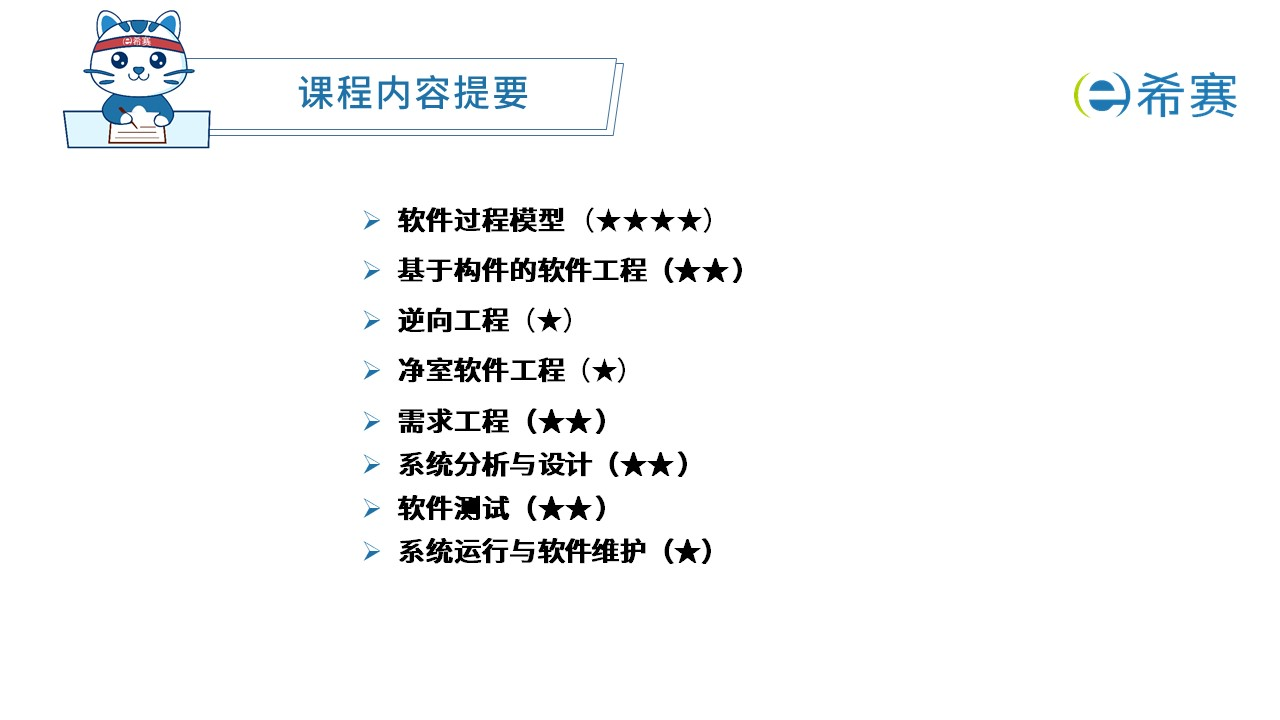 希赛
课程内容提要
希赛
软件过程模型（★★★★）
基于构件的软件工程（★★）
逆向工程（★）
净室软件工程（★）
需求工程（★★）
系统分析与设计（★★）
软件测试（★★）
系统运行与软件维护（★）